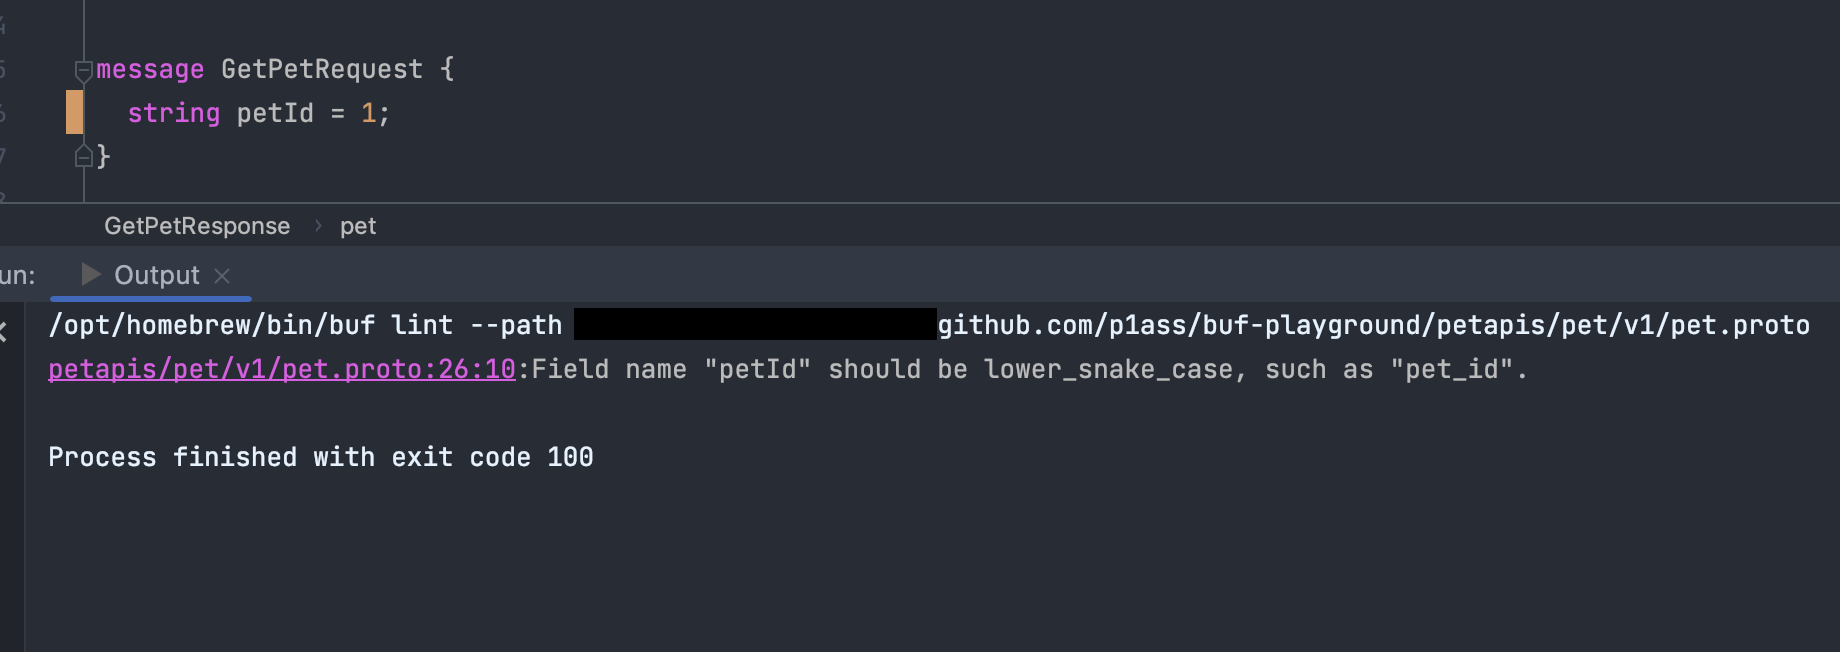 message GetPetRequest {
string petId = 1;
}
GetPetResponse › pet
un: Output ×
/opt/homebrew/bin/buf lint --path github.com/p1ass/buf-playground/petapis/pet/v1/pet.proto
petapis/pet/v1/pet.proto:26:10:Field name "petId" should be lower_snake_case, such as "pet_id".
Process finished with exit code 100